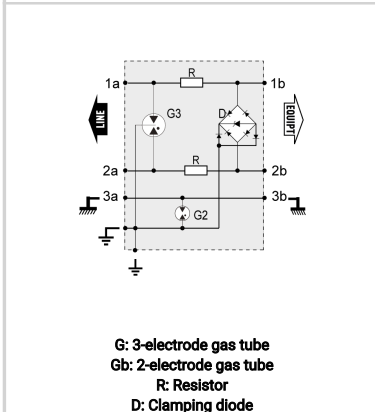 R
1a
1b
G3
D
LINE
EQUIPT
R
2a
2b
3a
3b
G2
G: 3-electrode gas tube
Gb: 2-electrode gas tube
R: Resistor
D: Clamping diode